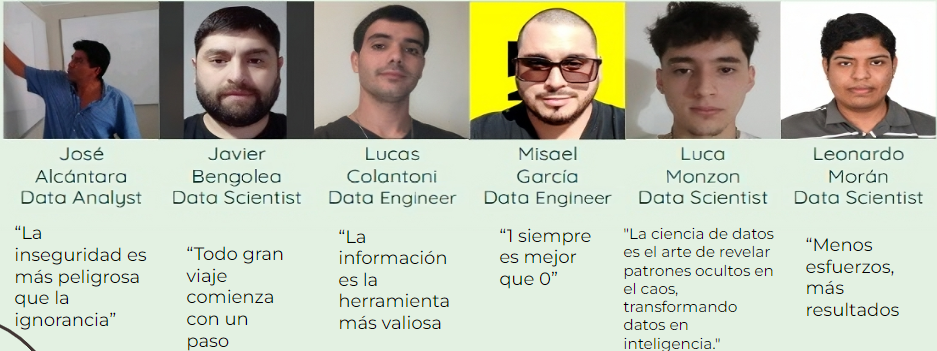 José
Alcántara
Data Analyst
“La
inseguridad es
más peligrosa
que la
ignorancia”
Javier
Bengolea
Data Scientist
“Todo gran
viaje
comienza
con un
paso
Lucas
Colantoni
Data Engineer
“La
información
es la
herramienta
más valiosa
Misael
García
Data Engineer
“1 siempre
es mejor
que 0”
Luca
Monzon
Data Scientist
"La ciencia de datos
es el arte de revelar
patrones ocultos en
el caos,
transformando
datos en
inteligencia."
Leonardo
Morán
Data Scientist
“Menos
esfuerzos,
más
resultados